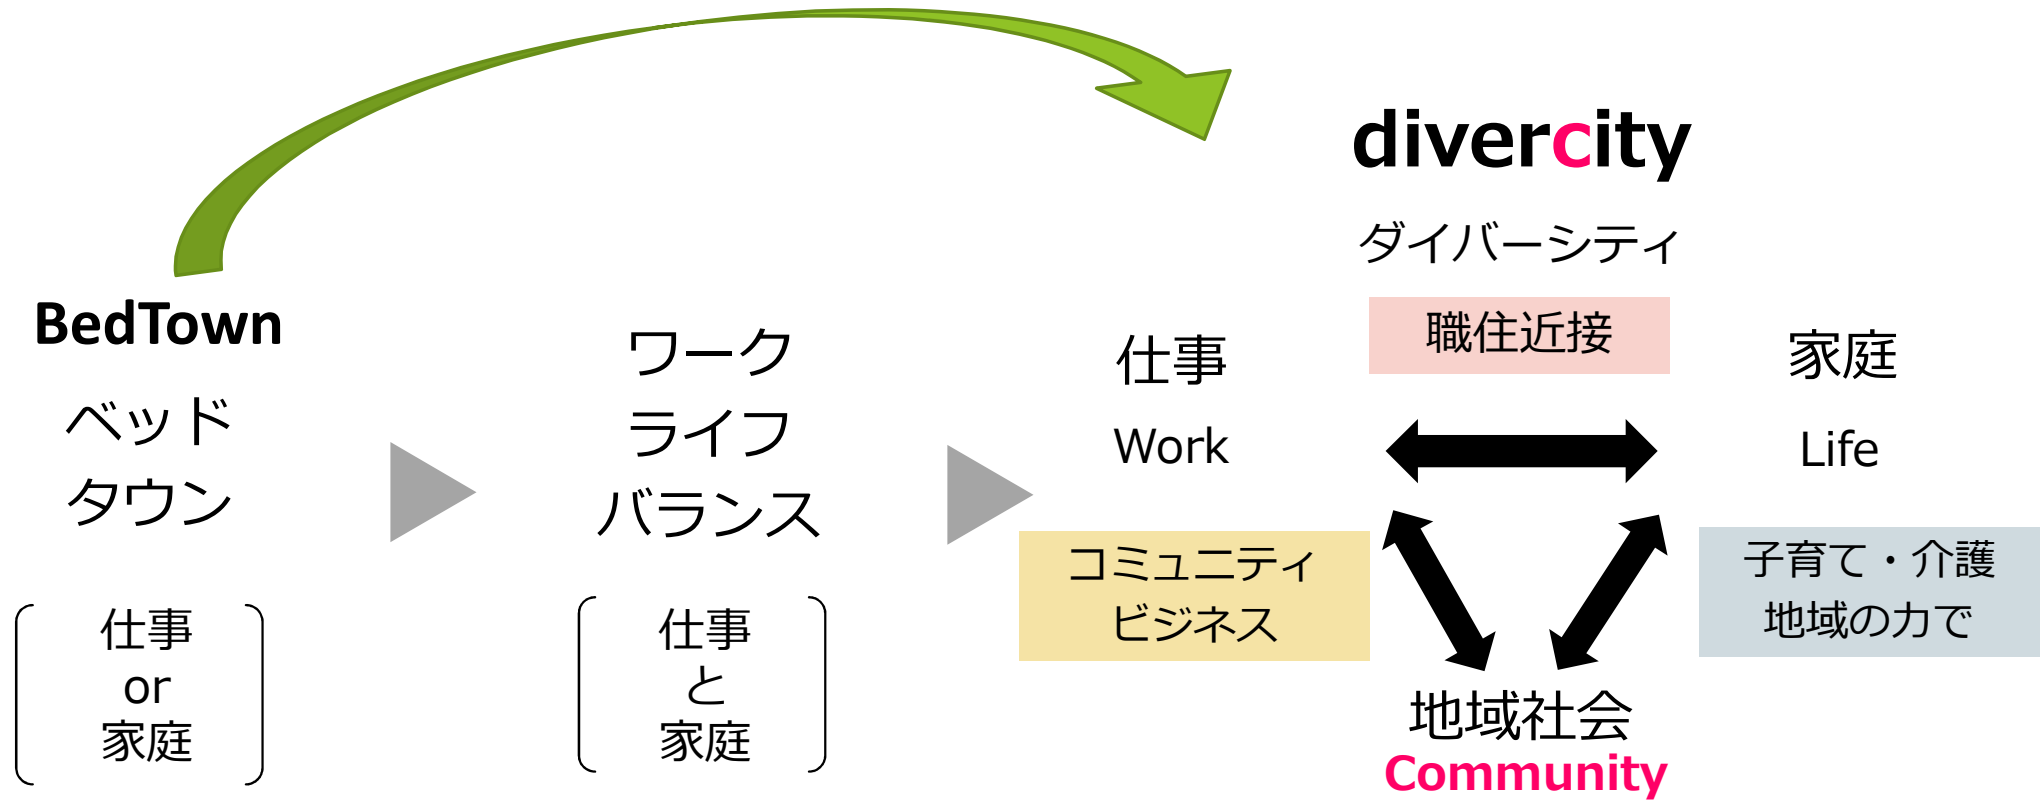 BedTown
ベッド
タウン
仕事
or
家庭
ワーク
ライフ
バランス
仕事
と
家庭
divercity
ダイバーシティ
職住近接
仕事
Work
家庭
Life
コミュニティ
ビジネス
子育て・介護
地域の力で
地域社会
Community